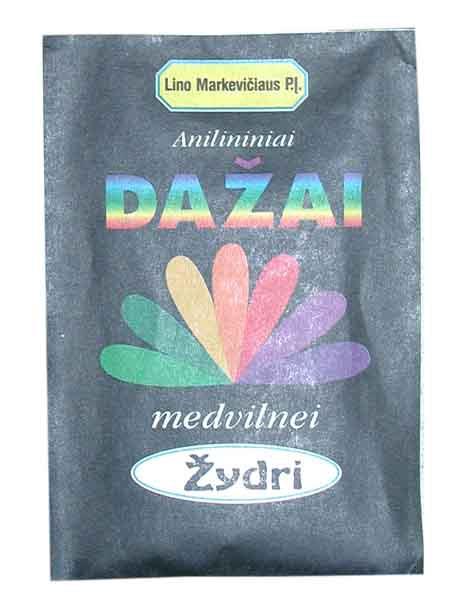 Lino Markevičiaus P.Į.
Anilininiai
DAŽAI
medvilnei
Žydri